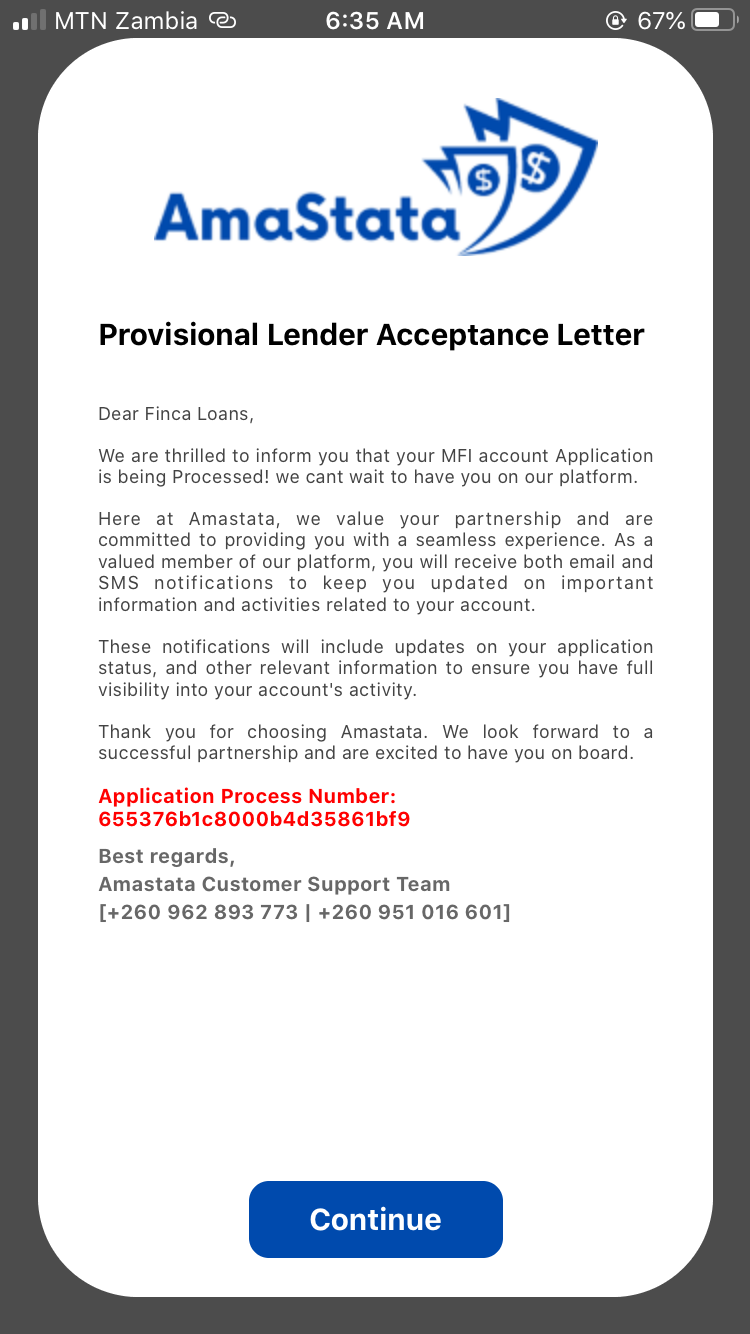 MTN Zambia 6:35 AM 67%
AmaStata
Provisional Lender Acceptance Letter
Dear Finca Loans,
We are thrilled to inform you that your MFI account Application
is being Processed! we cant wait to have you on our platform.
Here at Amastata, we value your partnership and are
committed to providing you with a seamless experience. As a
valued member of our platform, you will receive both email and
SMS notifications to keep you updated on important
information and activities related to your account.
These notifications will include updates on your application
status, and other relevant information to ensure you have full
visibility into your account's activity.
Thank you for choosing Amastata. We look forward to a
successful partnership and are excited to have you on board.
Application Process Number:
655376b1c8000b4d35861bf9
Best regards,
Amastata Customer Support Team
[+260 962 893 773 | +260 951 016 601]
Continue